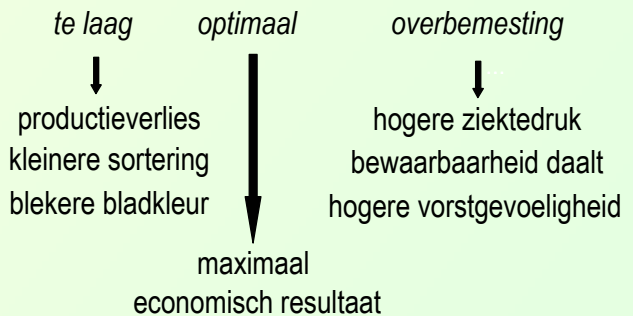 te laag optimaal overbemesting
productieverlies hogere ziektedruk
kleinere sortering bewaarbaarheid daalt
blekere bladkleur hogere vorstgevoeligheid
maximaal
economisch resultaat